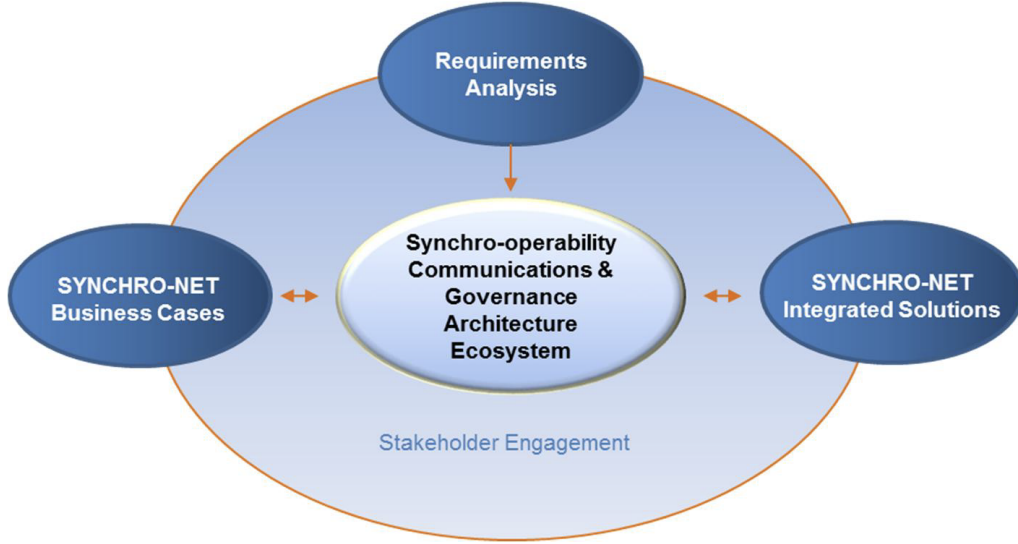 Requirements
Analysis
Synchro-operability
Communications &
Governance
Architecture
Ecosystem
SYNCHRO-NET
Business Cases
SYNCHRO-NET
Integrated Solutions
Stakeholder Engagement